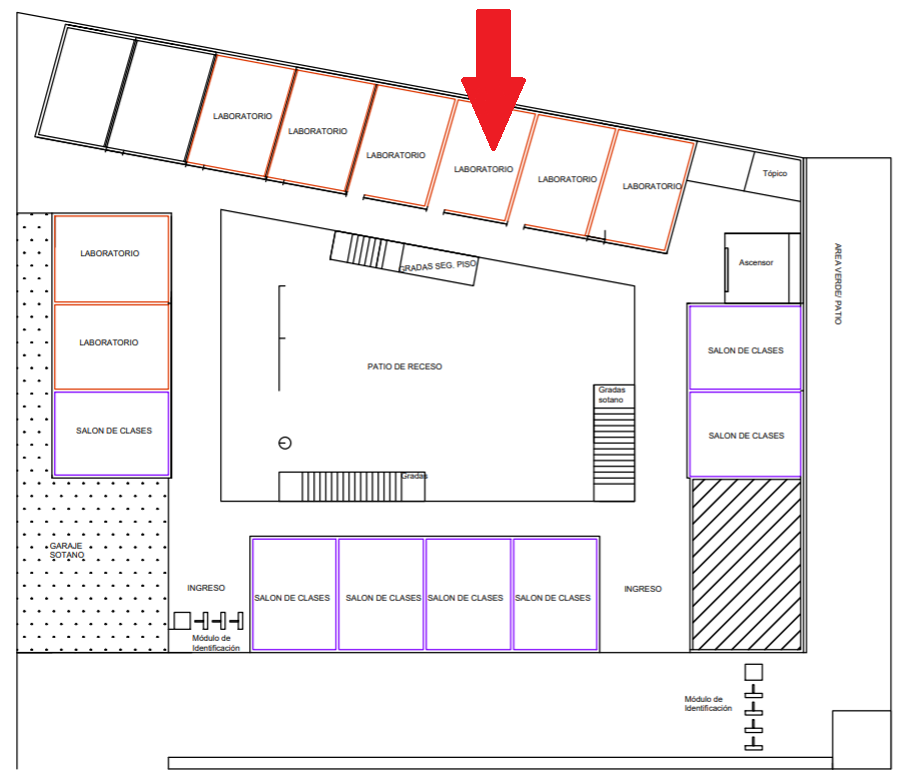 LABORATORIO
LABORATORIO
LABORATORIO
LABORATORIO
LABORATORIO
LABORATORIO
Tópico
LABORATORIO
GRADAS SEG. PISO
Ascensor
AREA VERDE/ PATIO
LABORATORIO
SALON DE CLASES
PATIO DE RECESO
Gradas
sotano
SALON DE CLASES
SALON DE CLASES
Gradas
GARAJE
SOTANO
INGRESO
SALON DE CLASES
SALON DE CLASES
SALON DE CLASES
SALON DE CLASES
INGRESO
Módulo de
Identificación
Módulo de
Identificación